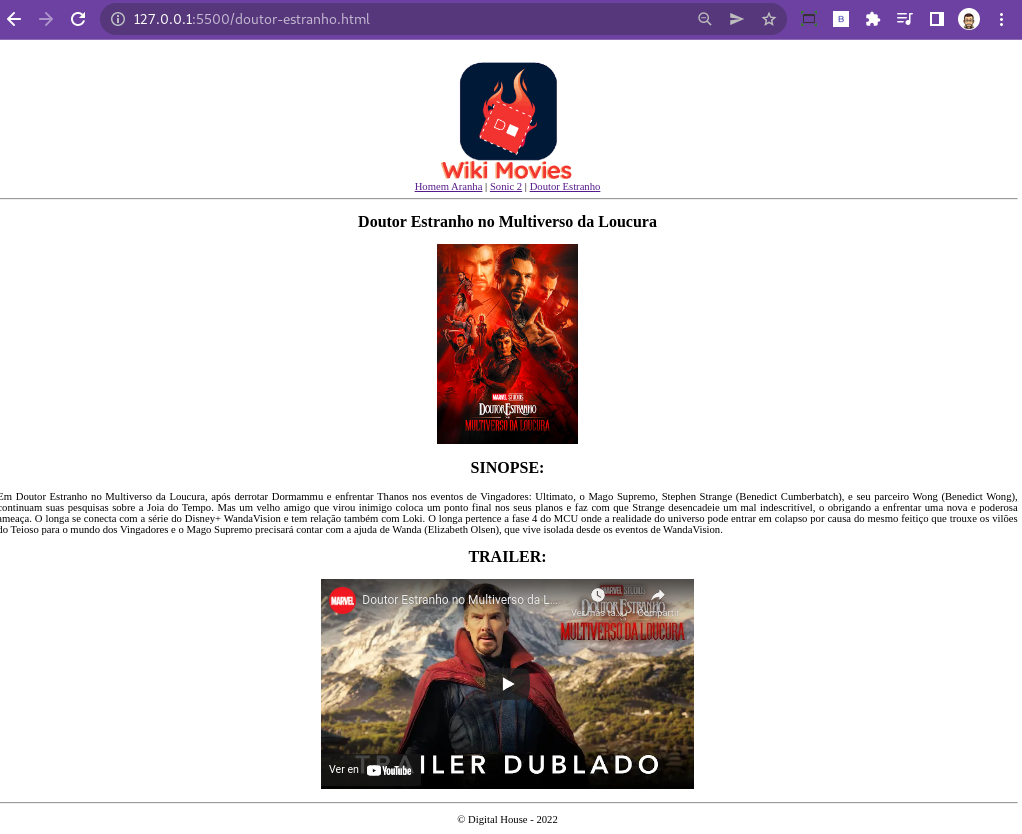 127.0.0.1:5500/doutor-estranho.html
B
D
Wiki Movies
Homem Aranha | Sonic 2 | Doutor Estranho
Doutor Estranho no Multiverso da Loucura
MARVEL STUDIOS
DOUTOR ESTRANHO
MULTIVERSO DA LOUCURA
SINOPSE:
Em Doutor Estranho no Multiverso da Loucura, após derrotar Dormammu e enfrentar Thanos nos eventos de Vingadores: Ultimato, o Mago Supremo, Stephen Strange (Benedict Cumberbatch), e seu parceiro Wong (Benedict Wong),
continuam suas pesquisas sobre a Joia do Tempo. Mas um velho amigo que virou inimigo coloca um ponto final nos seus planos e faz com que Strange desencadeie um mal indescritível, o obrigando a enfrentar uma nova e poderosa
ameaça. O longa se conecta com a série do Disney+ WandaVision e tem relação também com Loki. O longa pertence a fase 4 do MCU onde a realidade do universo pode entrar em colapso por causa do mesmo feitiço que trouxe os vilões
do Teioso para o mundo dos Vingadores e o Mago Supremo precisará contar com a ajuda de Wanda (Elizabeth Olsen), que vive isolada desde os eventos de WandaVision.
TRAILER:
MARVEL Doutor Estranho no Multiverso da L...
Ver más ta... Compartir
MARVEL STUDIOS
DOUTOR ESTRANHO
MULTIVERSO DA LOUCURA
TRAILER DUBLADO
Ver en YouTube
© Digital House - 2022